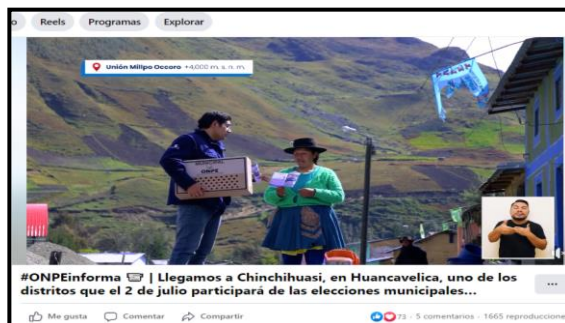 Reels Programas Explorar
Unión Millpo Occoro +4,000 m. s. n. m.
ONPE
#ONPEinforma | Llegamos a Chinchihuasi, en Huancavelica, uno de los
distritos que el 2 de julio participará de las elecciones municipales...
Me gusta Comentar Compartir 73 · 5 comentarios · 1665 reproducciones